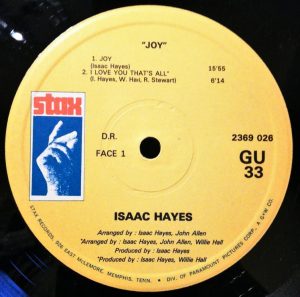 "JOY"
1. JOY 15'55
(Isaac Hayes)
2. I LOVE YOU THAT'S ALL* 6'14
(I. Hayes, W. Hall, R. Stewart)
stax
D.R. 2369 026
FACE 1 GU
33
ISAAC HAYES
Arranged by : Isaac Hayes, John Allen
*Arranged by : Isaac Hayes, John Allen, Willie Hall
Produced by : Isaac Hayes
*Produced by : Isaac Hayes, Willie Hall
STAX RECORDS, 926 EAST McLEMORE, MEMPHIS, TENN. • DIV. OF PARAMOUNT PICTURES CORP. A G+W CO.